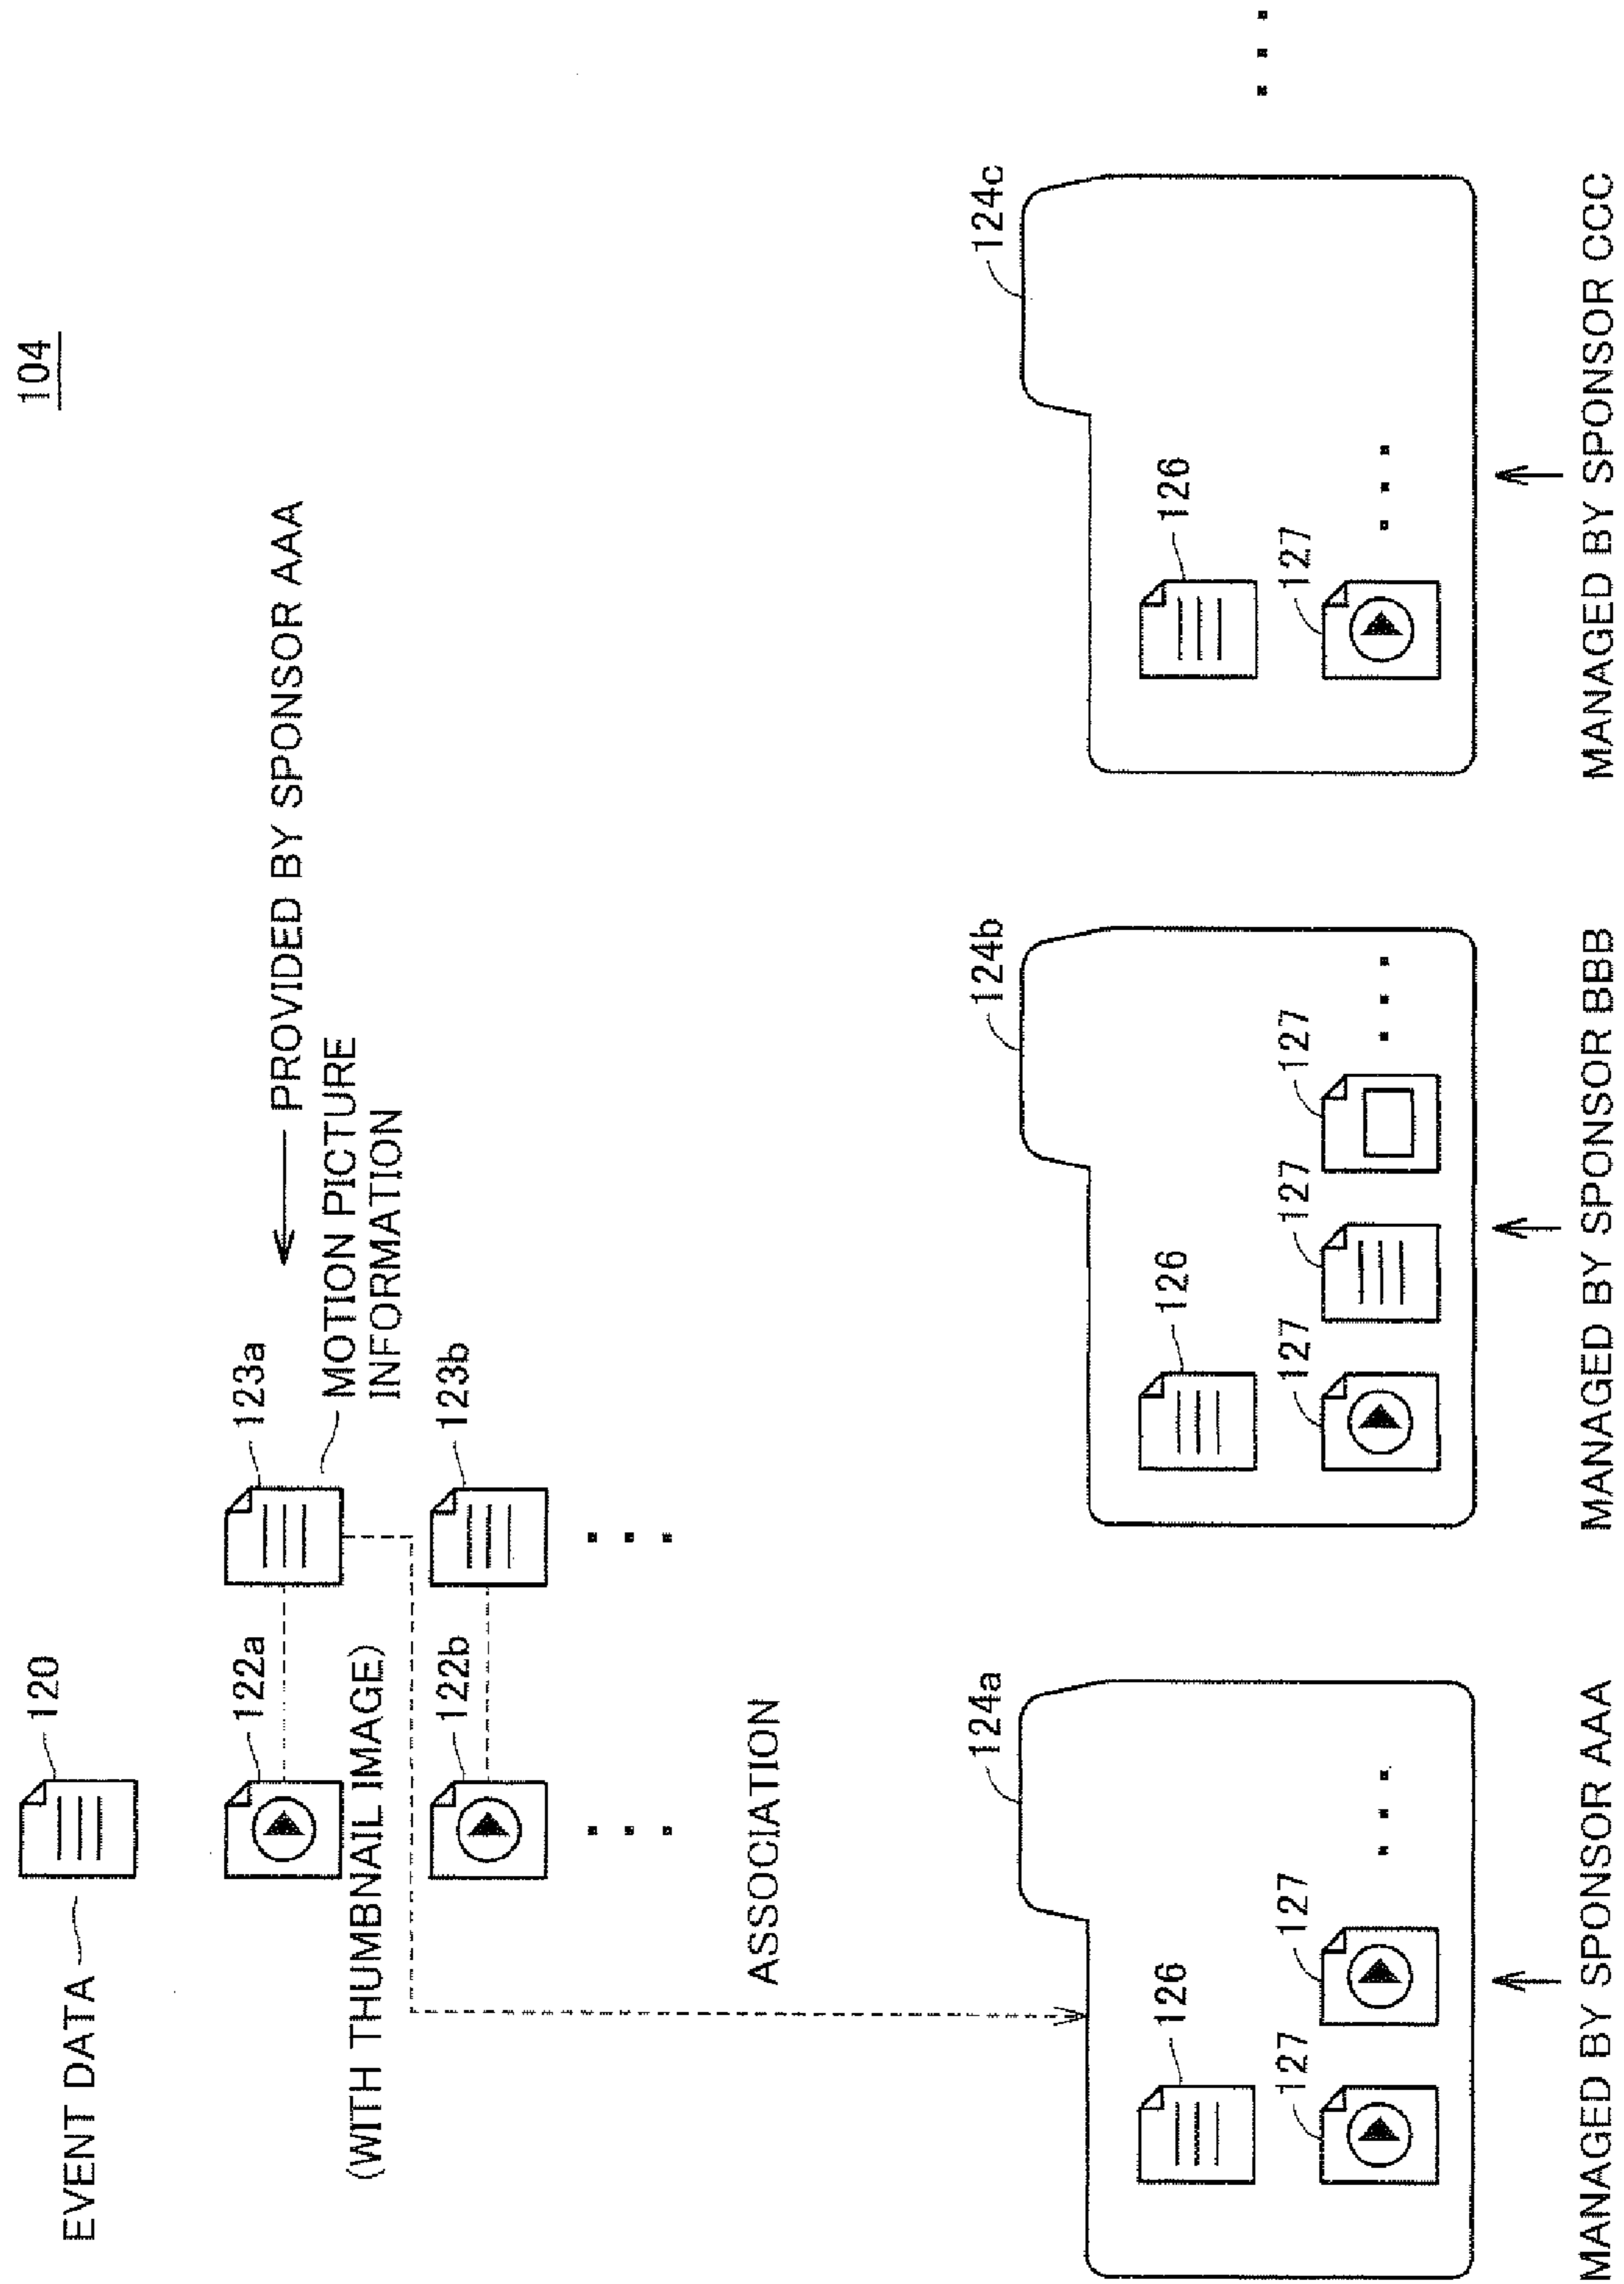 104
EVENT DATA
120
122a
123a
PROVIDED BY SPONSOR AAA
MOTION PICTURE
INFORMATION
(WITH THUMBNAIL IMAGE)
122b
123b
ASSOCIATION
124a
124b
124c
126
126
126
127
127
127
127
127
127
MANAGED BY SPONSOR AAA
MANAGED BY SPONSOR BBB
MANAGED BY SPONSOR CCC